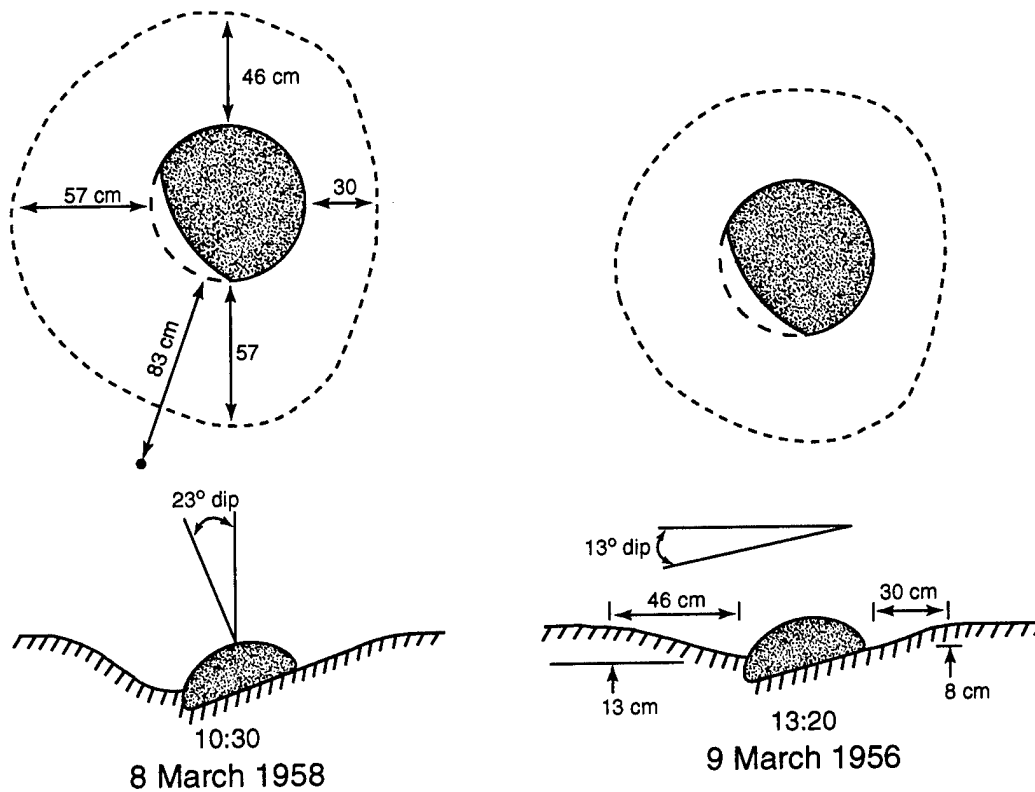 46 cm
57 cm
30
83 cm
57
23° dip
10:30
8 March 1958
13° dip
46 cm
30 cm
13 cm
8 cm
13:20
9 March 1956